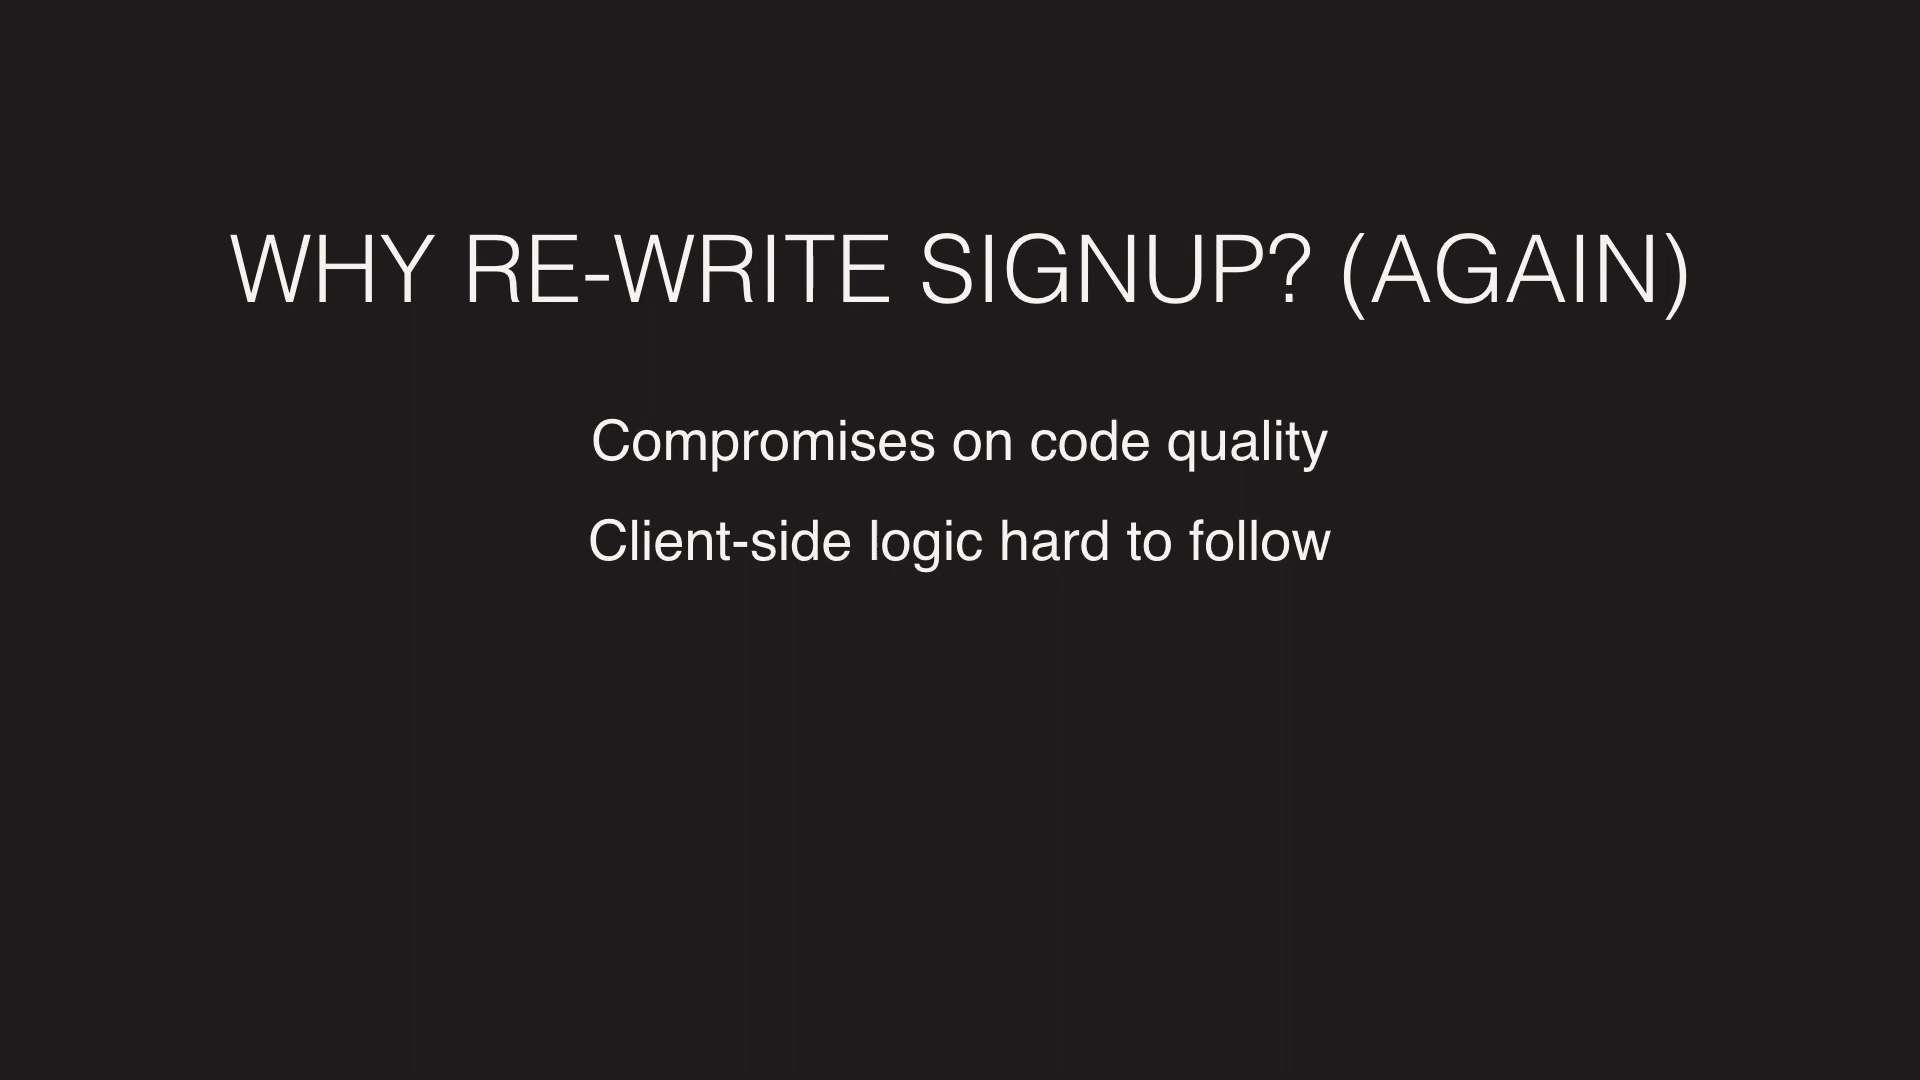 WHY RE-WRITE SIGNUP? (AGAIN)
Compromises on code quality
Client-side logic hard to follow